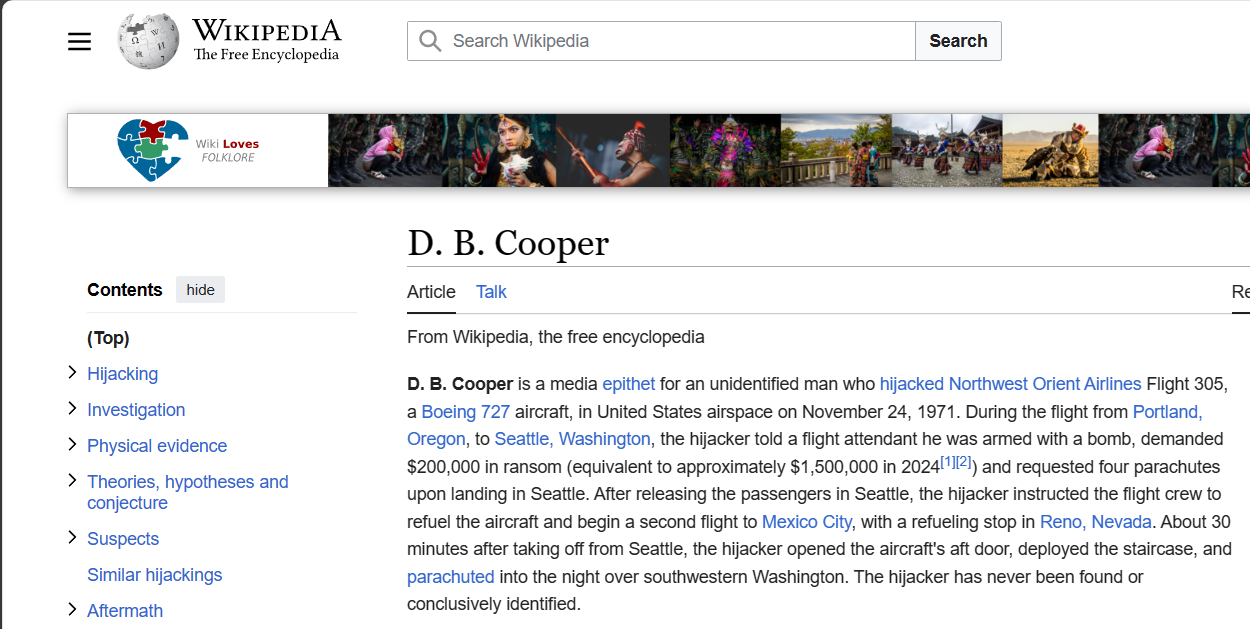 WIKIPEDIA
The Free Encyclopedia
Search Wikipedia
Search
Wiki Loves
FOLKLORE
D. B. Cooper
Contents
hide
Article
Talk
Re
(Top)
Hijacking
Investigation
Physical evidence
Theories, hypotheses and
conjecture
Suspects
Similar hijackings
Aftermath
From Wikipedia, the free encyclopedia
D. B. Cooper is a media epithet for an unidentified man who hijacked Northwest Orient Airlines Flight 305,
a Boeing 727 aircraft, in United States airspace on November 24, 1971. During the flight from Portland,
Oregon, to Seattle, Washington, the hijacker told a flight attendant he was armed with a bomb, demanded
$200,000 in ransom (equivalent to approximately $1,500,000 in 2024[1][2]) and requested four parachutes
upon landing in Seattle. After releasing the passengers in Seattle, the hijacker instructed the flight crew to
refuel the aircraft and begin a second flight to Mexico City, with a refueling stop in Reno, Nevada. About 30
minutes after taking off from Seattle, the hijacker opened the aircraft's aft door, deployed the staircase, and
parachuted into the night over southwestern Washington. The hijacker has never been found or
conclusively identified.